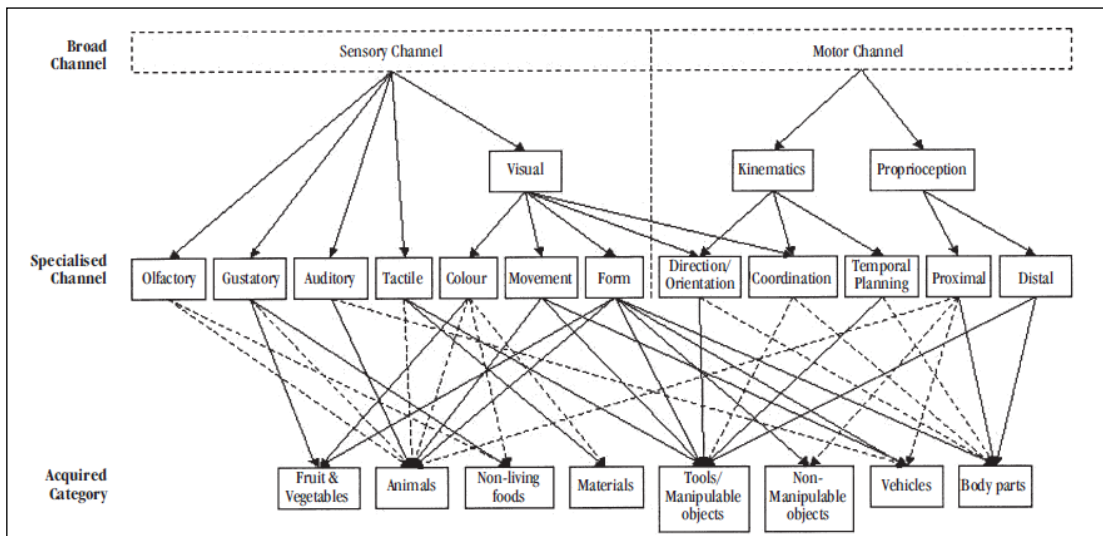 Broad
Channel
Sensory Channel
Motor Channel
Visual
Kinematics
Proprioception
Specialised
Channel
Olfactory
Gustatory
Auditory
Tactile
Colour
Movement
Form
Direction/
Orientation
Coordination
Temporal
Planning
Proximal
Distal
Acquired
Category
Fruit &
Vegetables
Animals
Non-living
foods
Materials
Tools/
Manipulable
objects
Non-
Manipulable
objects
Vehicles
Body parts